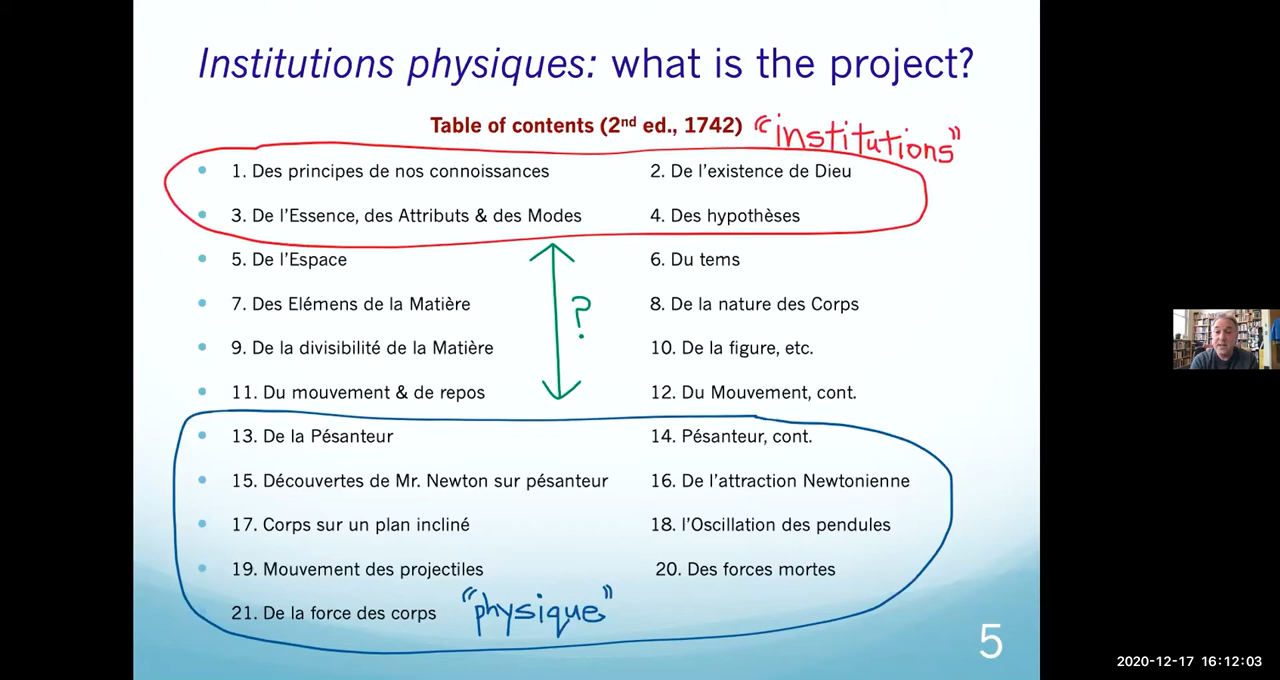 Institutions physiques: what is the project?
Table of contents (2nd ed., 1742) "institutions"
1. Des principes de nos connoissances 2. De l'existence de Dieu
3. De l'Essence, des Attributs & des Modes 4. Des hypothèses
5. De l'Espace 6. Du tems
7. Des Elémens de la Matière 8. De la nature des Corps
?
9. De la divisibilité de la Matière 10. De la figure, etc.
11. Du mouvement & de repos 12. Du Mouvement, cont.
13. De la Pésanteur 14. Pésanteur, cont.
15. Découvertes de Mr. Newton sur pésanteur 16. De l'attraction Newtonienne
17. Corps sur un plan incliné 18. l'Oscillation des pendules
19. Mouvement des projectiles 20. Des forces mortes
21. De la force des corps "physique"
5
2020-12-17 16:12:03